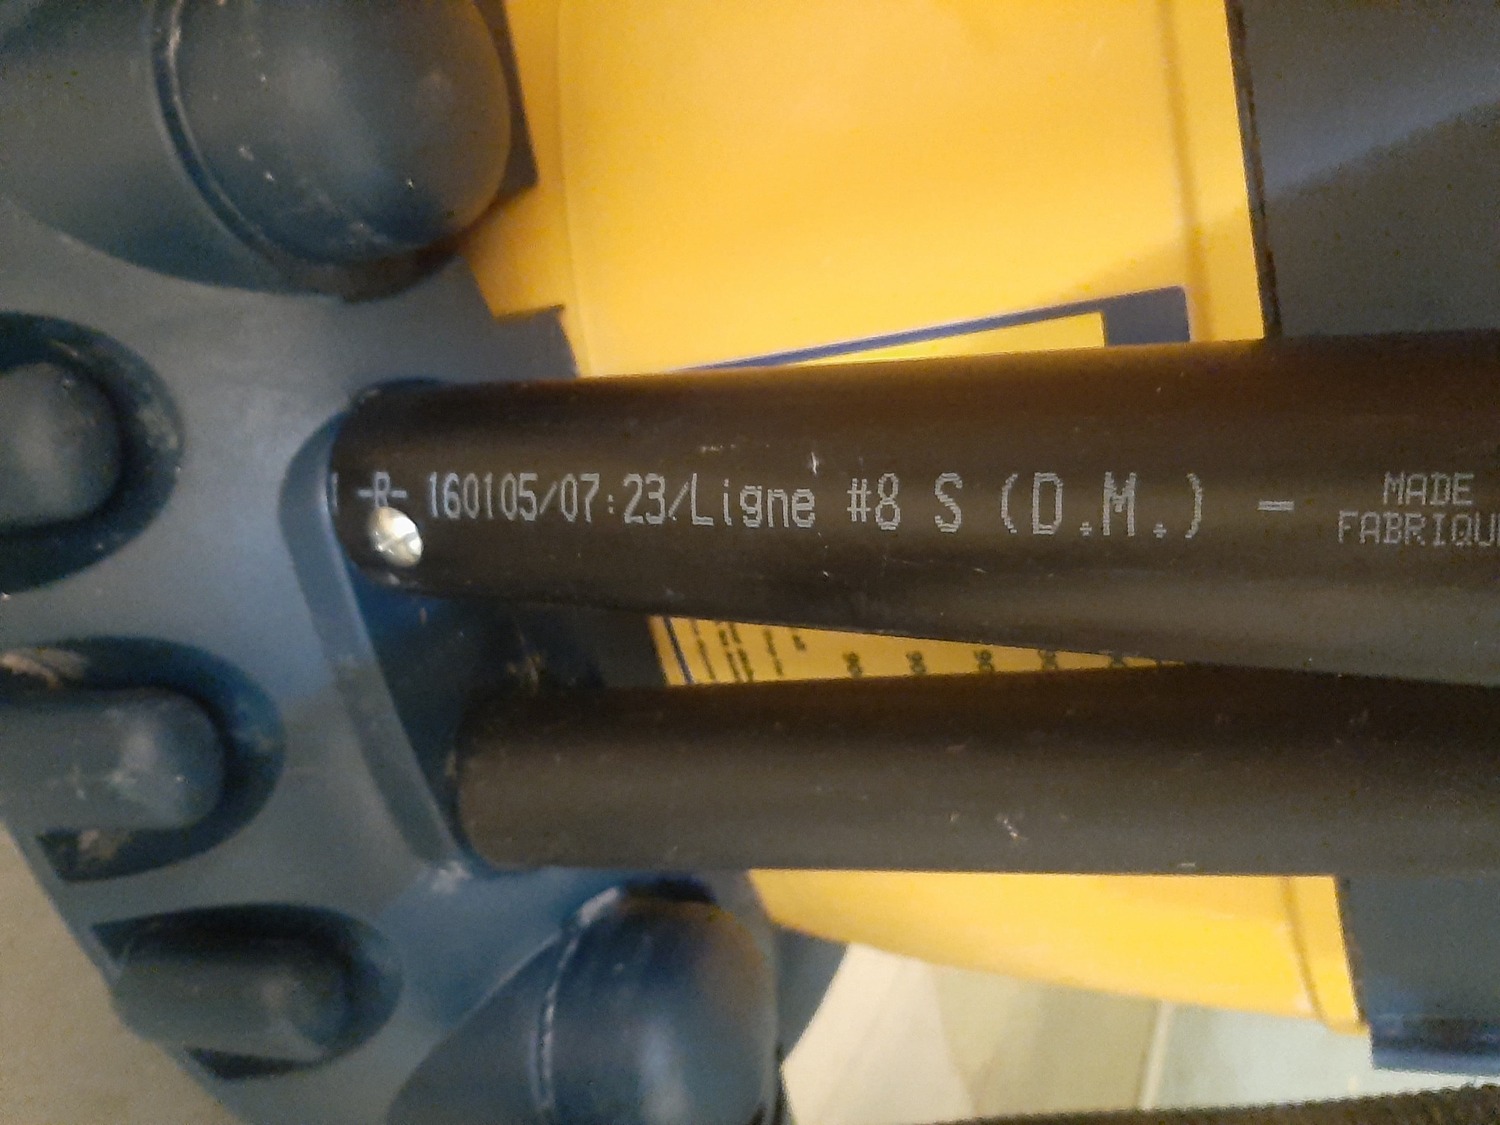 -R- 160105/07:23/Ligne #8 S (D.M.) -
MADE
FABRIQU